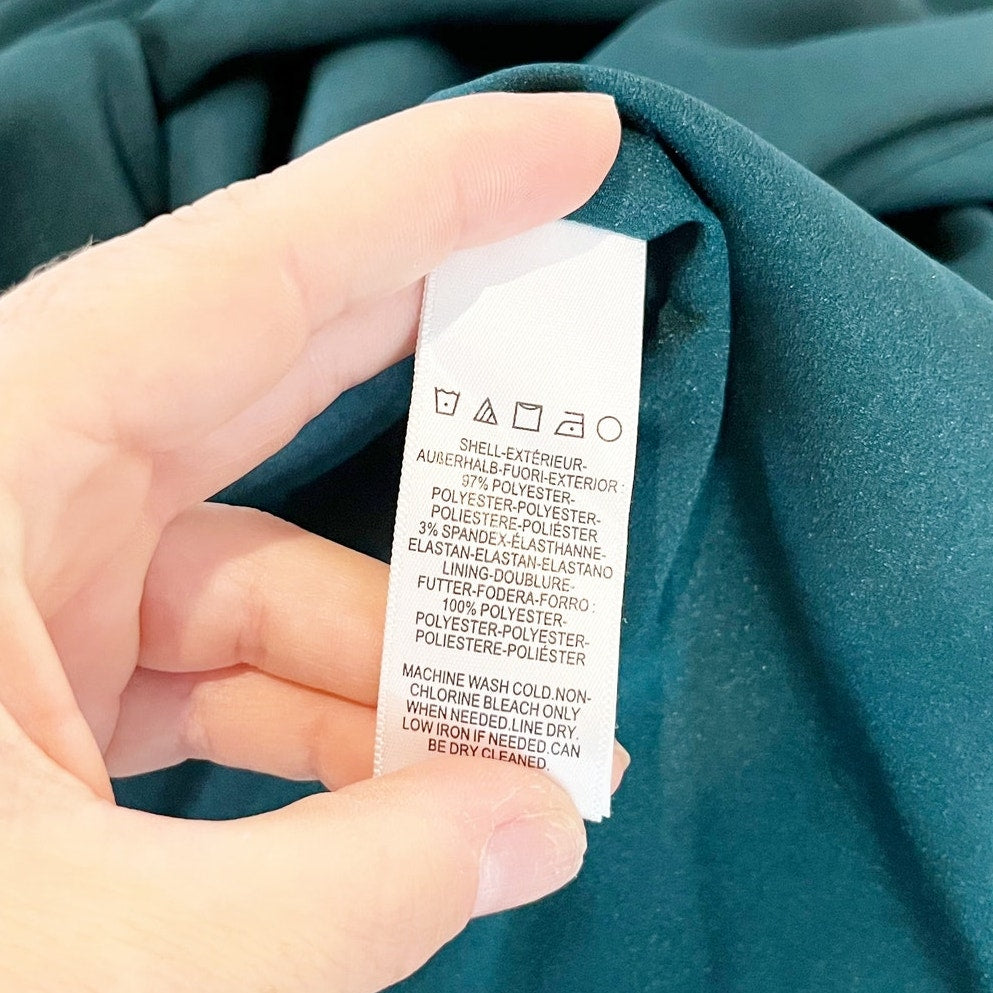 SHELL-EXTÉRIEUR-
AUßERHALB-FUORI-EXTERIOR :
97% POLYESTER-
POLYESTER-POLYESTER-
POLIESTERE-POLIÉSTER
3% SPANDEX-ÉLASTHANNE-
ELASTAN-ELASTAN-ELASTANO
LINING-DOUBLURE-
FUTTER-FODERA-FORRO :
100% POLYESTER-
POLYESTER-POLYESTER-
POLIESTERE-POLIÉSTER
MACHINE WASH COLD.NON-
CHLORINE BLEACH ONLY
WHEN NEEDED.LINE DRY.
LOW IRON IF NEEDED.CAN
BE DRY CLEANED.